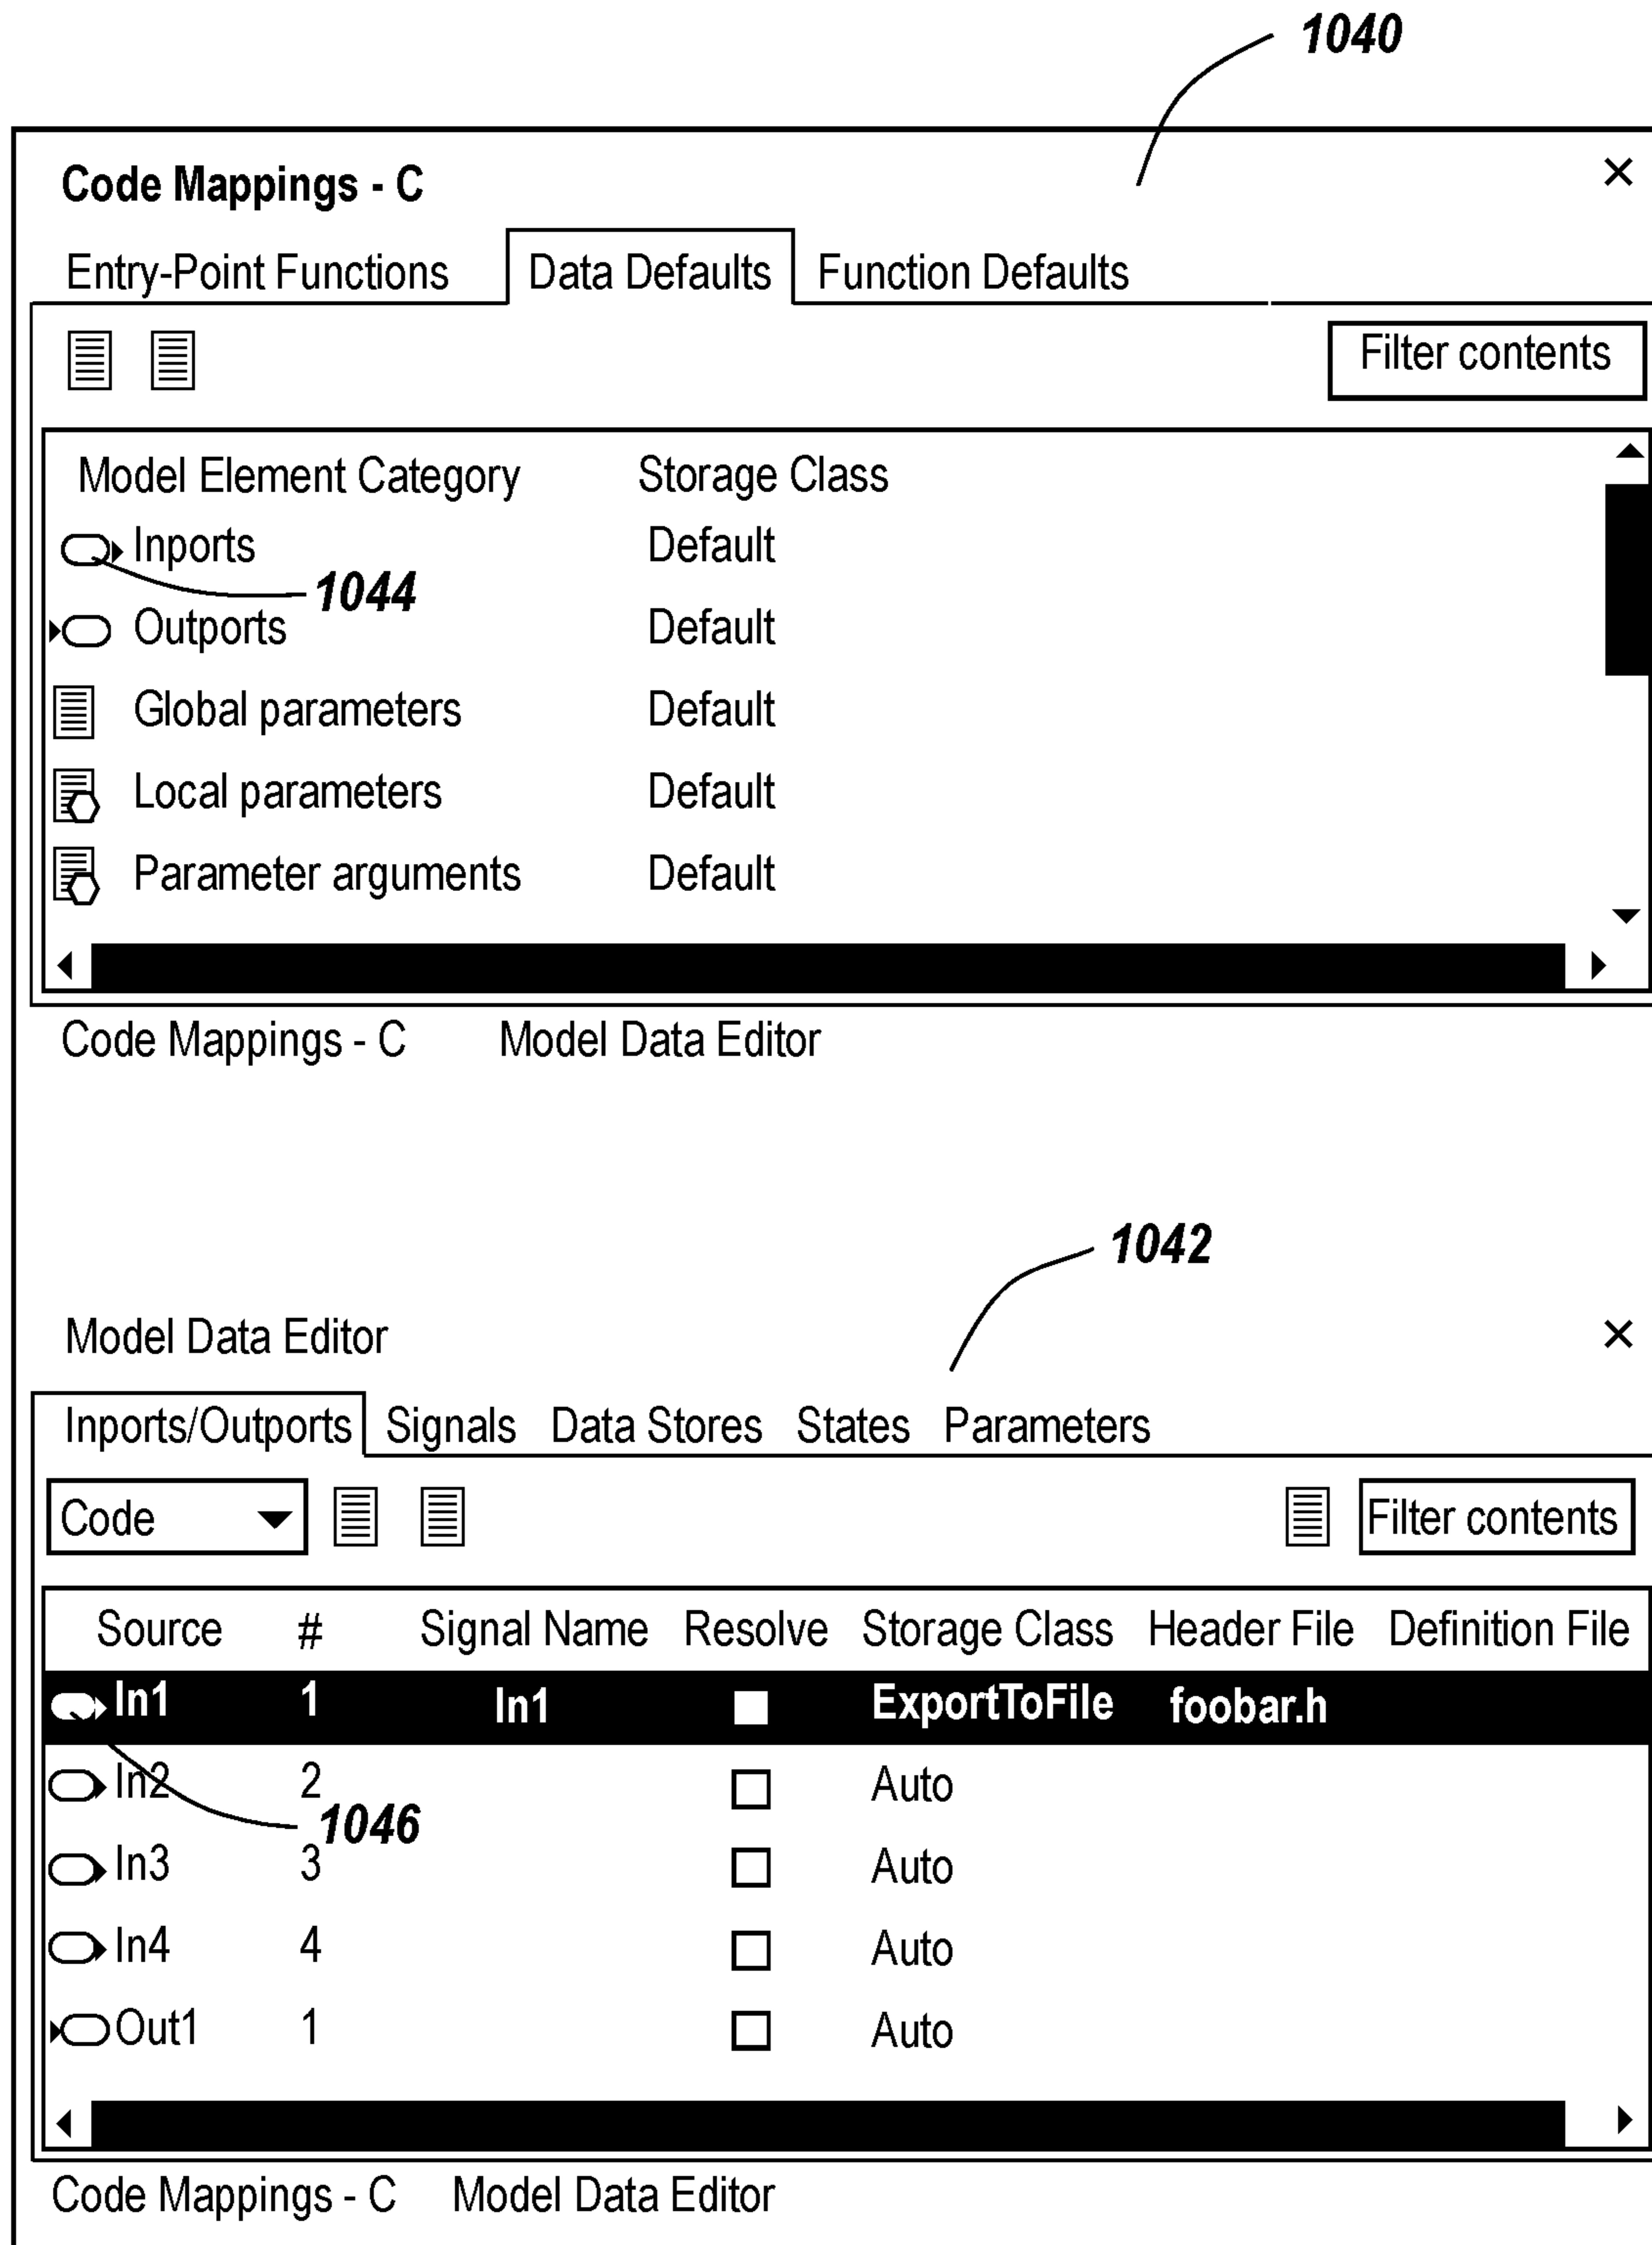 1040
Code Mappings - C ×
Entry-Point Functions Data Defaults Function Defaults
Filter contents
Model Element Category Storage Class
Inports Default
1044
Outports Default
Global parameters Default
Local parameters Default
Parameter arguments Default
Code Mappings - C Model Data Editor
1042
Model Data Editor ×
Inports/Outports Signals Data Stores States Parameters
Code Filter contents
Source # Signal Name Resolve Storage Class Header File Definition File
In1 1 In1 ExportToFile foobar.h
In2 2 Auto
1046
In3 3 Auto
In4 4 Auto
Out1 1 Auto
Code Mappings - C Model Data Editor